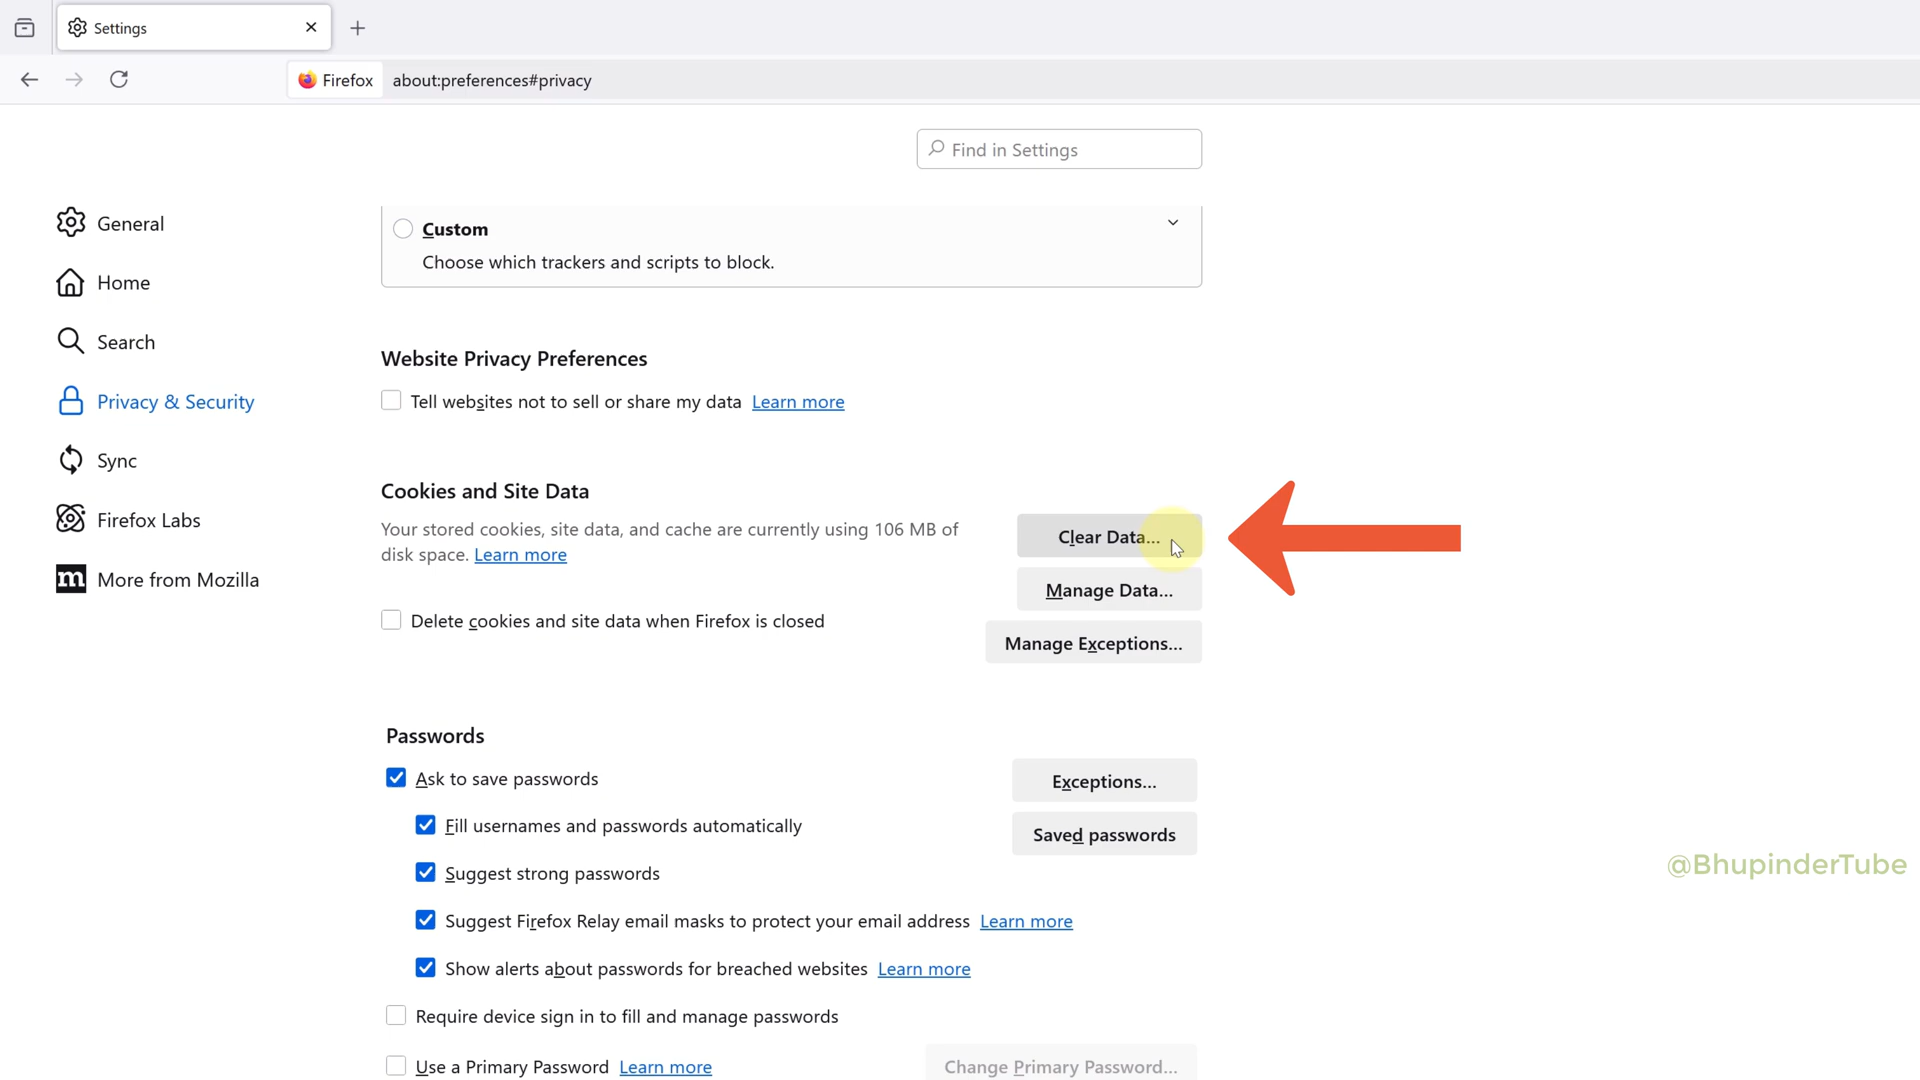 Settings
Firefox about:preferences#privacy
Find in Settings
General
Home
Search
Privacy & Security
Sync
Firefox Labs
m More from Mozilla
Custom
Choose which trackers and scripts to block.
Website Privacy Preferences
Tell websites not to sell or share my data Learn more
Cookies and Site Data
Your stored cookies, site data, and cache are currently using 106 MB of
disk space. Learn more
Clear Data...
Manage Data...
Delete cookies and site data when Firefox is closed
Manage Exceptions...
Passwords
Ask to save passwords
Exceptions...
Fill usernames and passwords automatically
Saved passwords
Suggest strong passwords
Suggest Firefox Relay email masks to protect your email address Learn more
Show alerts about passwords for breached websites Learn more
Require device sign in to fill and manage passwords
Use a Primary Password Learn more
Change Primary Password...
@BhupinderTube